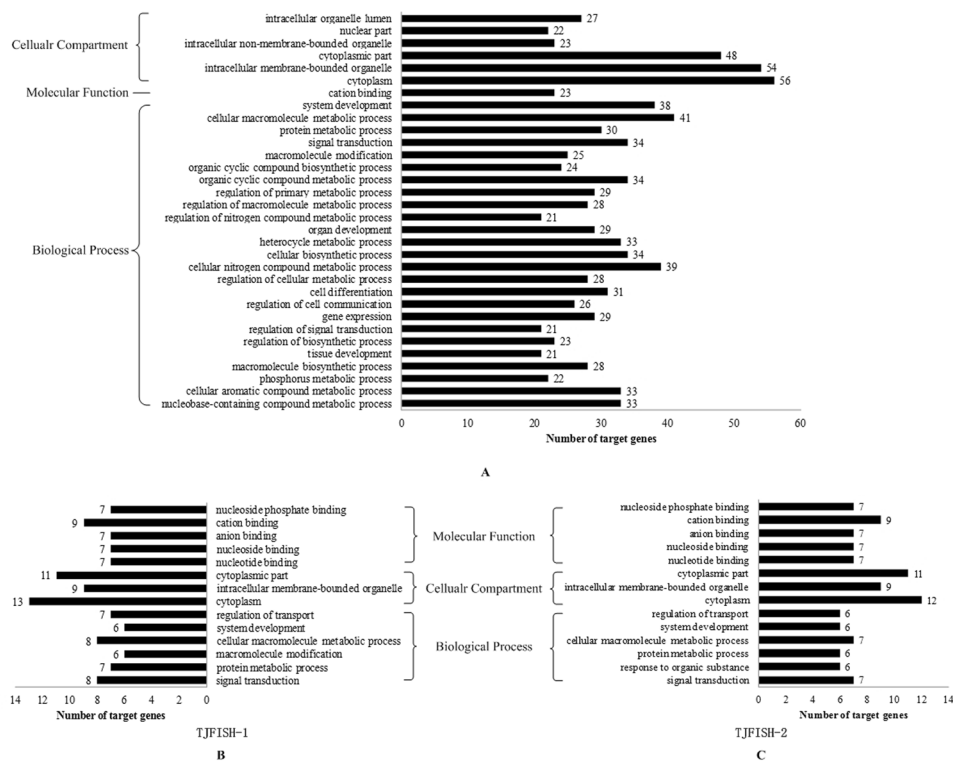 Cellualr Compartment
intracellular organelle lumen 27
nuclear part 22
intracellular non-membrane-bounded organelle 23
cytoplasmic part 48
intracellular membrane-bounded organelle 54
cytoplasm 56
Molecular Function
cation binding 23
Biological Process
system development 38
cellular macromolecule metabolic process 41
protein metabolic process 30
signal transduction 34
macromolecule modification 25
organic cyclic compound biosynthetic process 24
organic cyclic compound metabolic process 34
regulation of primary metabolic process 29
regulation of macromolecule metabolic process 28
regulation of nitrogen compound metabolic process 21
organ development 29
heterocycle metabolic process 33
cellular biosynthetic process 34
cellular nitrogen compound metabolic process 39
regulation of cellular metabolic process 28
cell differentiation 31
regulation of cell communication 26
gene expression 29
regulation of signal transduction 21
regulation of biosynthetic process 23
tissue development 21
macromolecule biosynthetic process 28
phosphorus metabolic process 22
cellular aromatic compound metabolic process 33
nucleobase-containing compound metabolic process 33
0 10 20 30 40 50 60
Number of target genes
A
7 nucleoside phosphate binding
9 cation binding
7 anion binding
7 nucleoside binding
7 nucleotide binding
11 cytoplasmic part
9 intracellular membrane-bounded organelle
13 cytoplasm
7 regulation of transport
6 system development
8 cellular macromolecule metabolic process
6 macromolecule modification
7 protein metabolic process
8 signal transduction
14 12 10 8 6 4 2 0
Number of target genes
TJFISH-1
B
Molecular Function
Cellualr Compartment
Biological Process
nucleoside phosphate binding 7
cation binding 9
anion binding 7
nucleoside binding 7
nucleotide binding 7
cytoplasmic part 11
intracellular membrane-bounded organelle 9
cytoplasm 12
regulation of transport 6
system development 6
cellular macromolecule metabolic process 7
protein metabolic process 6
response to organic substance 6
signal transduction 7
0 2 4 6 8 10 12 14
Number of target genes
TJFISH-2
C